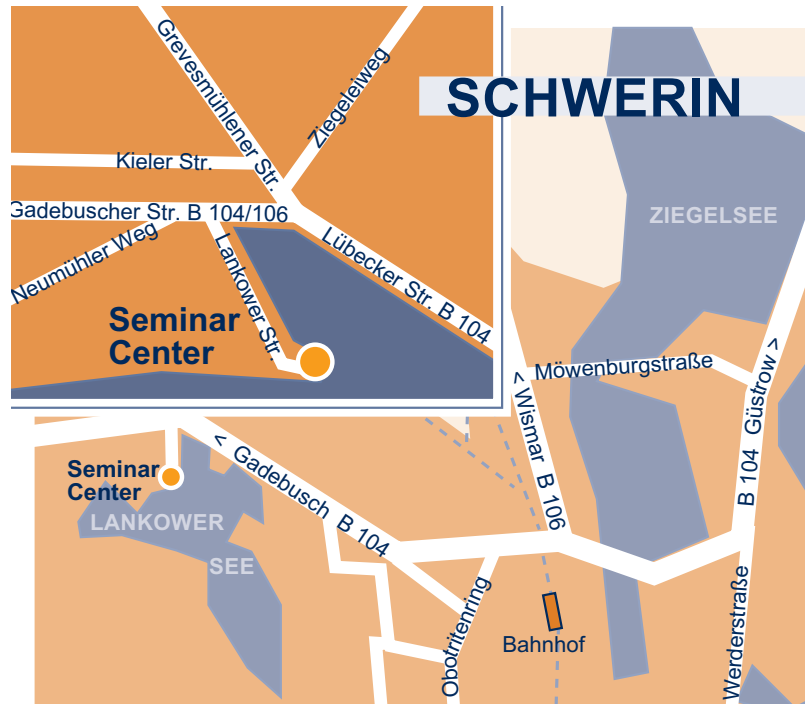 SCHWERIN
Grevesmühlener Str.
Ziegeleiweg
Kieler Str.
Gadebuscher Str. B 104/106
Neumühler Weg
Lankower Str.
Lübecker Str. B 104
Seminar
Center
ZIEGELSEE
Möwenburgstraße
< Wismar B 106
B 104 Güstrow >
< Gadebusch B 104
Seminar
Center
LANKOWER
SEE
Obotritenring
Bahnhof
Werderstraße